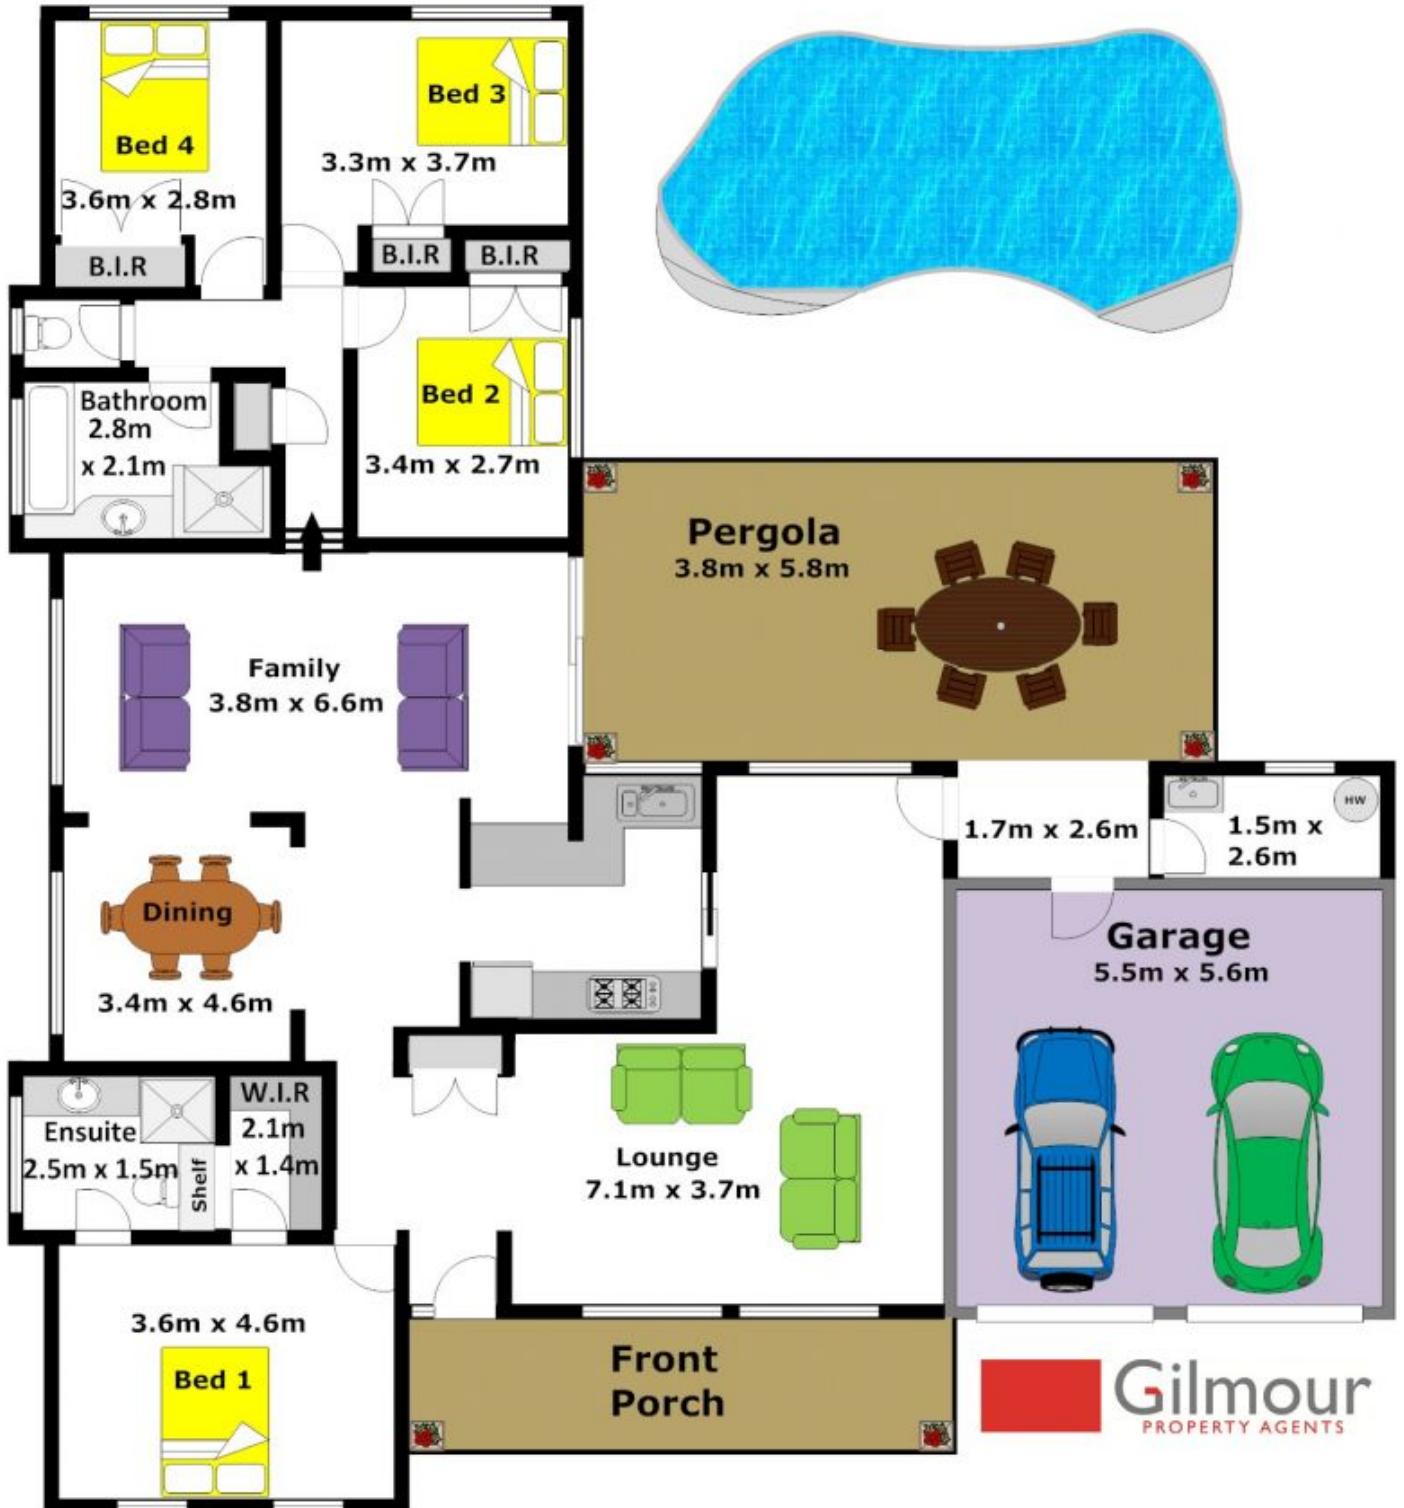 Bed 4
3.6m x 2.8m
B.I.R
Bed 3
3.3m x 3.7m
B.I.R
B.I.R
Bed 2
3.4m x 2.7m
Bathroom
2.8m
x 2.1m
Pergola
3.8m x 5.8m
Family
3.8m x 6.6m
1.7m x 2.6m
1.5m x
2.6m
HW
Dining
3.4m x 4.6m
Garage
5.5m x 5.6m
W.I.R
2.1m
x 1.4m
Ensuite
2.5m x 1.5m
Shelf
Lounge
7.1m x 3.7m
3.6m x 4.6m
Bed 1
Front
Porch
Gilmour
PROPERTY AGENTS